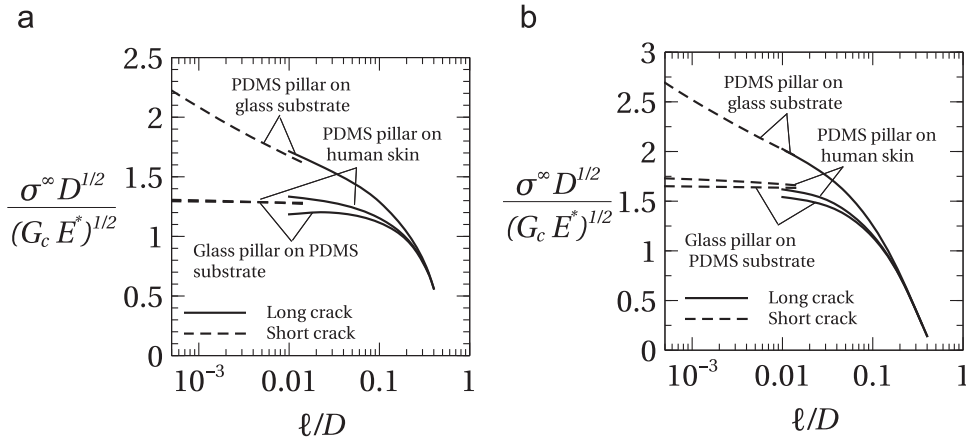 a
2.5
2
1.5
1
0.5
0
10⁻³
0.01
0.1
1
σ^∞ D^{1/2}
(G_c E^*)^{1/2}
ℓ/D
PDMS pillar on
glass substrate
PDMS pillar on
human skin
Glass pillar on PDMS
substrate
Long crack
Short crack
b
3
2.5
2
1.5
1
0.5
0
10⁻³
0.01
0.1
1
σ^∞ D^{1/2}
(G_c E^*)^{1/2}
ℓ/D
PDMS pillar on
glass substrate
PDMS pillar on
human skin
Glass pillar on
PDMS substrate
Long crack
Short crack